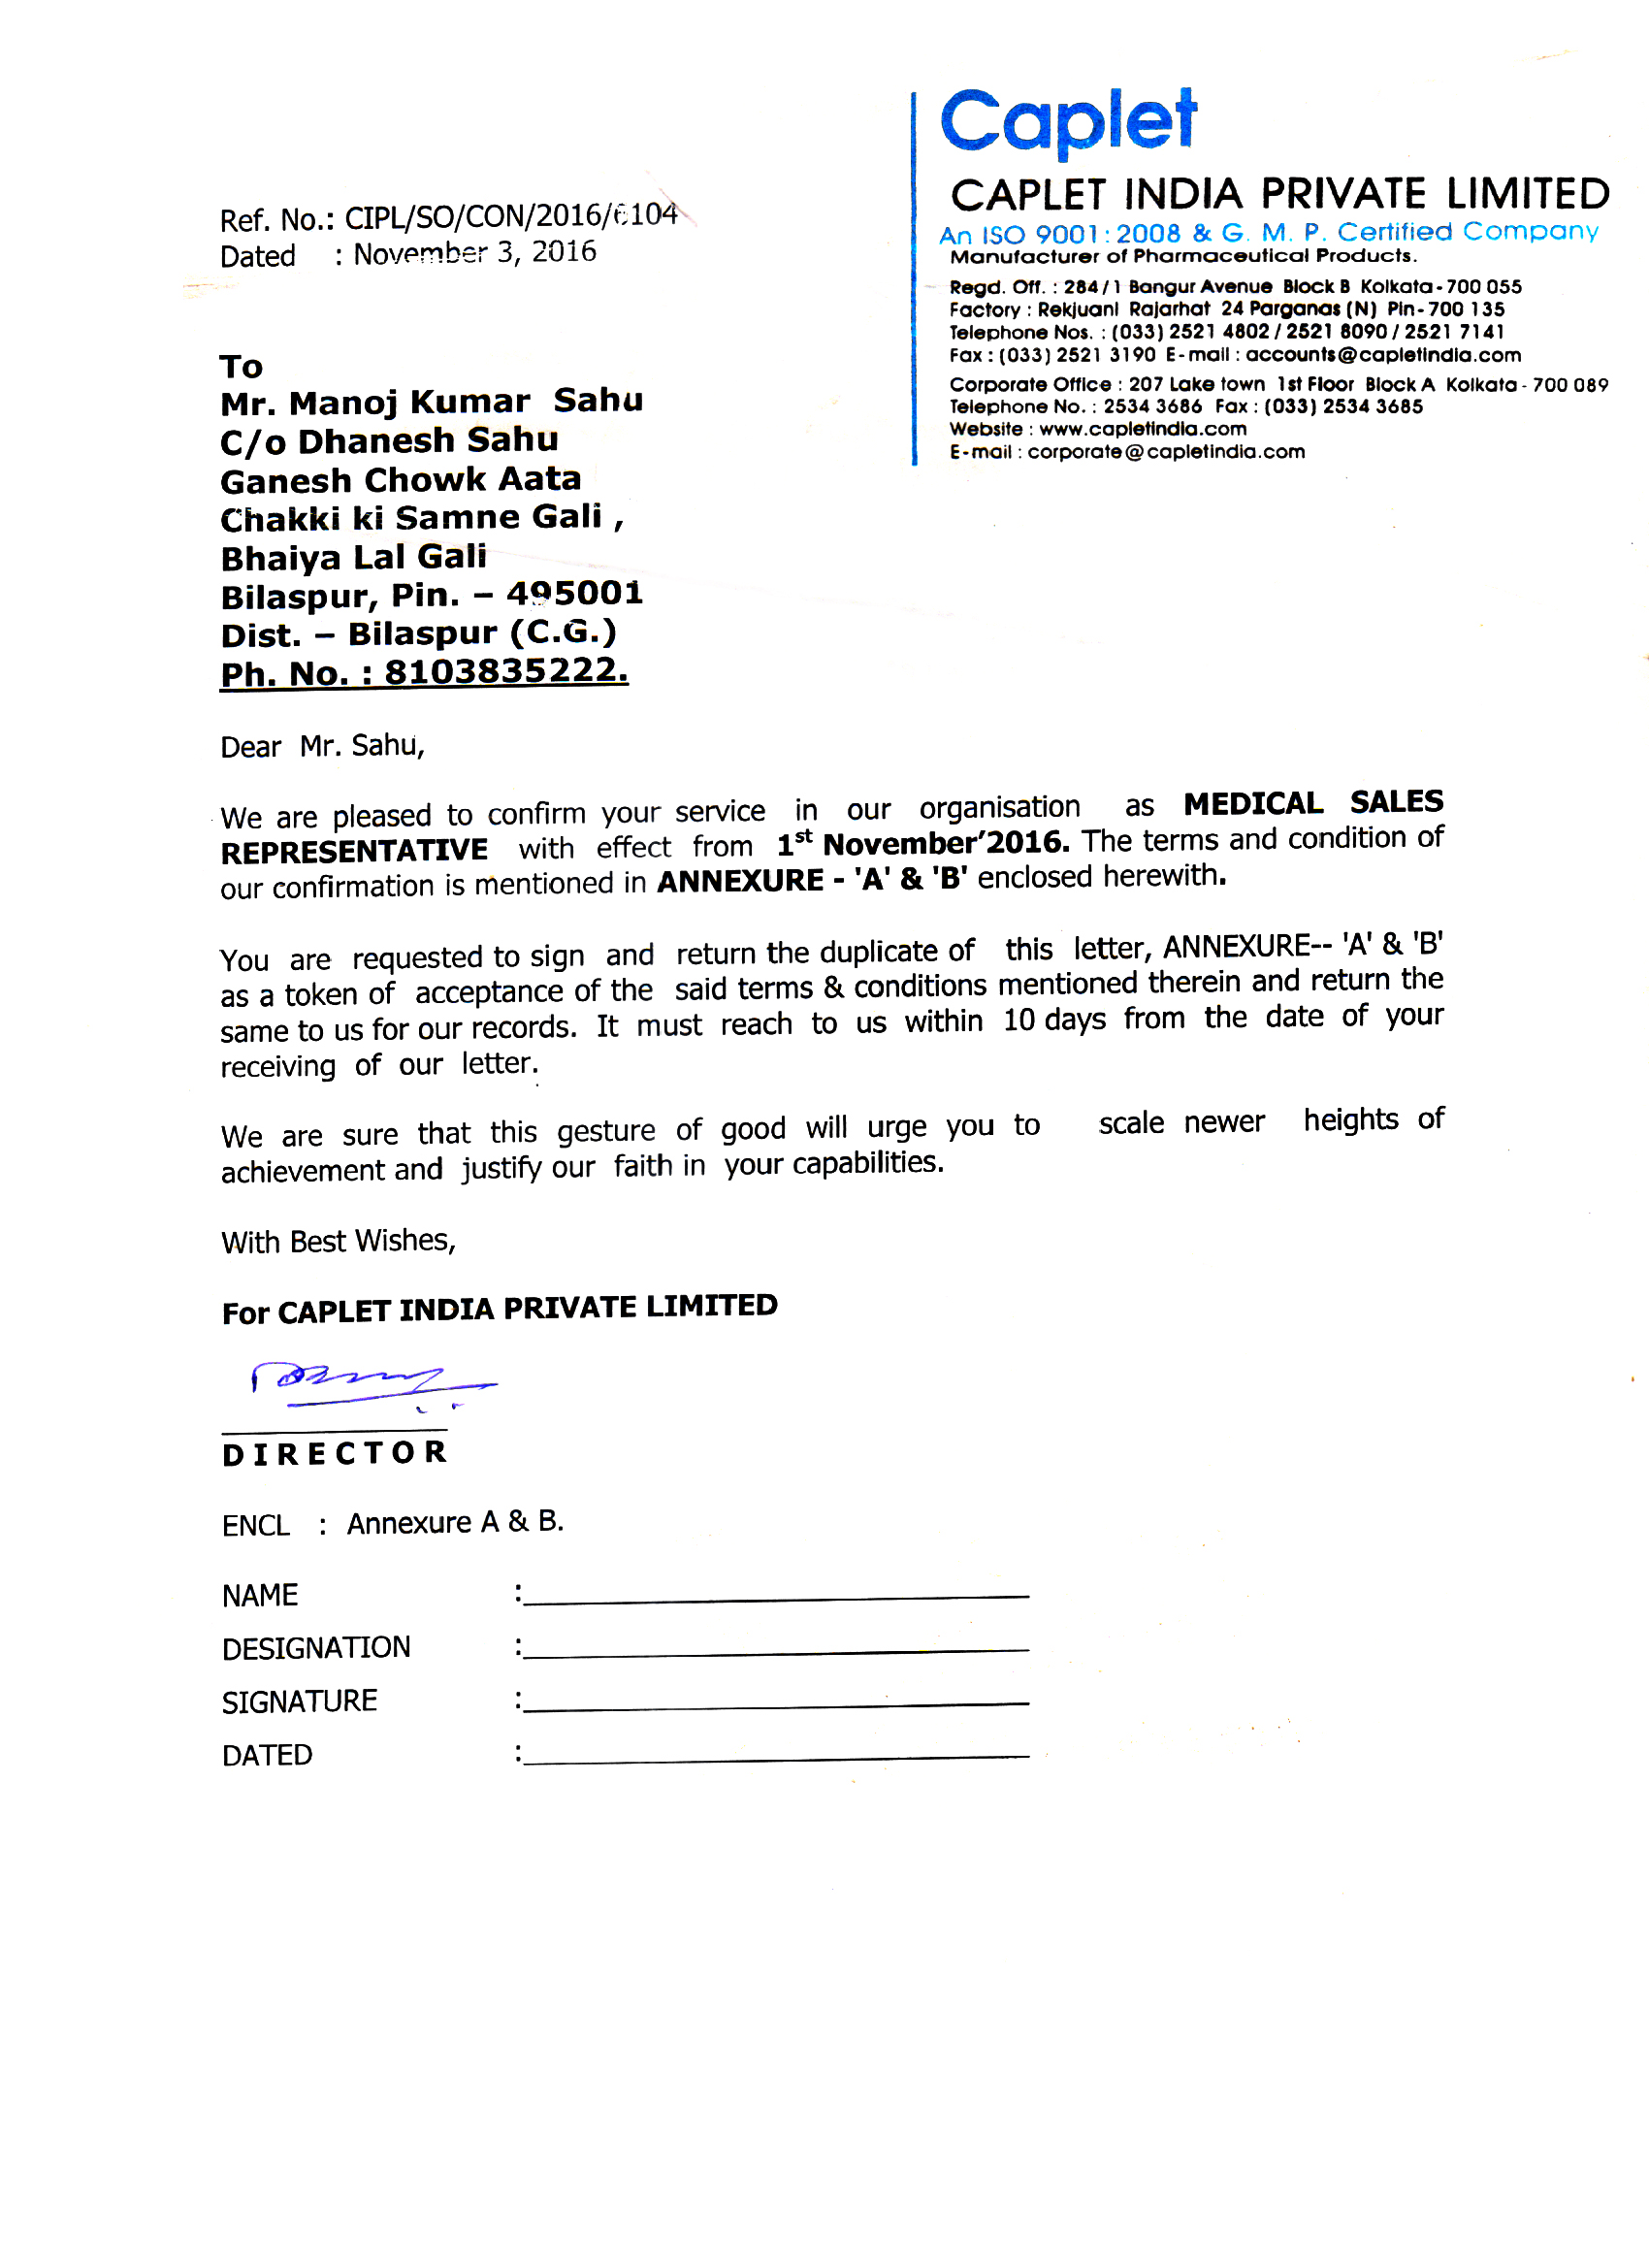 Caplet
CAPLET INDIA PRIVATE LIMITED
An ISO 9001:2008 & G. M. P. Certified Company
Manufacturer of Pharmaceutical Products.
Regd. Off. : 284/1 Bangur Avenue Block B Kolkata-700 055
Factory : Rekjuani Rajarhat 24 Parganas (N) Pin-700 135
Telephone Nos. : (033) 2521 4802 / 2521 8090 / 2521 7141
Fax : (033) 2521 3190 E-mail : accounts@capletindia.com
Corporate Office : 207 Lake town 1st Floor Block A Kolkata - 700 089
Telephone No. : 2534 3686 Fax : (033) 2534 3685
Website : www.capletindia.com
E-mail : corporate@capletindia.com
Ref. No.: CIPL/SO/CON/2016/6104
Dated : November 3, 2016
To
Mr. Manoj Kumar Sahu
C/o Dhanesh Sahu
Ganesh Chowk Aata
Chakki ki Samne Gali ,
Bhaiya Lal Gali
Bilaspur, Pin. – 495001
Dist. – Bilaspur (C.G.)
Ph. No. : 8103835222.
Dear Mr. Sahu,
We are pleased to confirm your service in our organisation as MEDICAL SALES
REPRESENTATIVE with effect from 1st November'2016. The terms and condition of
our confirmation is mentioned in ANNEXURE - 'A' & 'B' enclosed herewith.
You are requested to sign and return the duplicate of this letter, ANNEXURE-- 'A' & 'B'
as a token of acceptance of the said terms & conditions mentioned therein and return the
same to us for our records. It must reach to us within 10 days from the date of your
receiving of our letter.
We are sure that this gesture of good will urge you to scale newer heights of
achievement and justify our faith in your capabilities.
With Best Wishes,
For CAPLET INDIA PRIVATE LIMITED
DIRECTOR
ENCL : Annexure A & B.
NAME :
DESIGNATION :
SIGNATURE :
DATED :